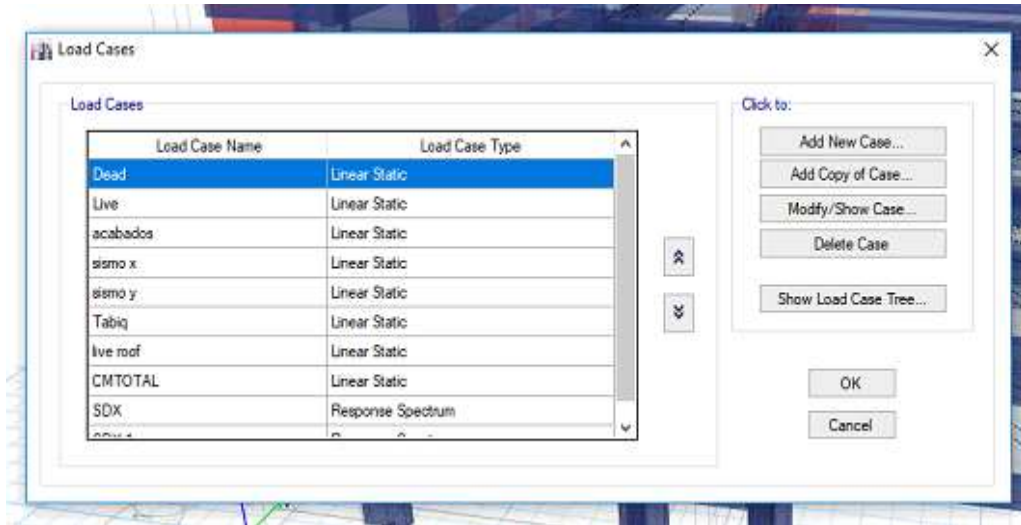 Load Cases
Load Cases
Click to:
Load Case Name Load Case Type
Dead Linear Static
Live Linear Static
acabados Linear Static
sismo x Linear Static
sismo y Linear Static
Tabiq Linear Static
live roof Linear Static
CMTOTAL Linear Static
SDX Response Spectrum
Add New Case...
Add Copy of Case...
Modify/Show Case...
Delete Case
Show Load Case Tree...
OK
Cancel